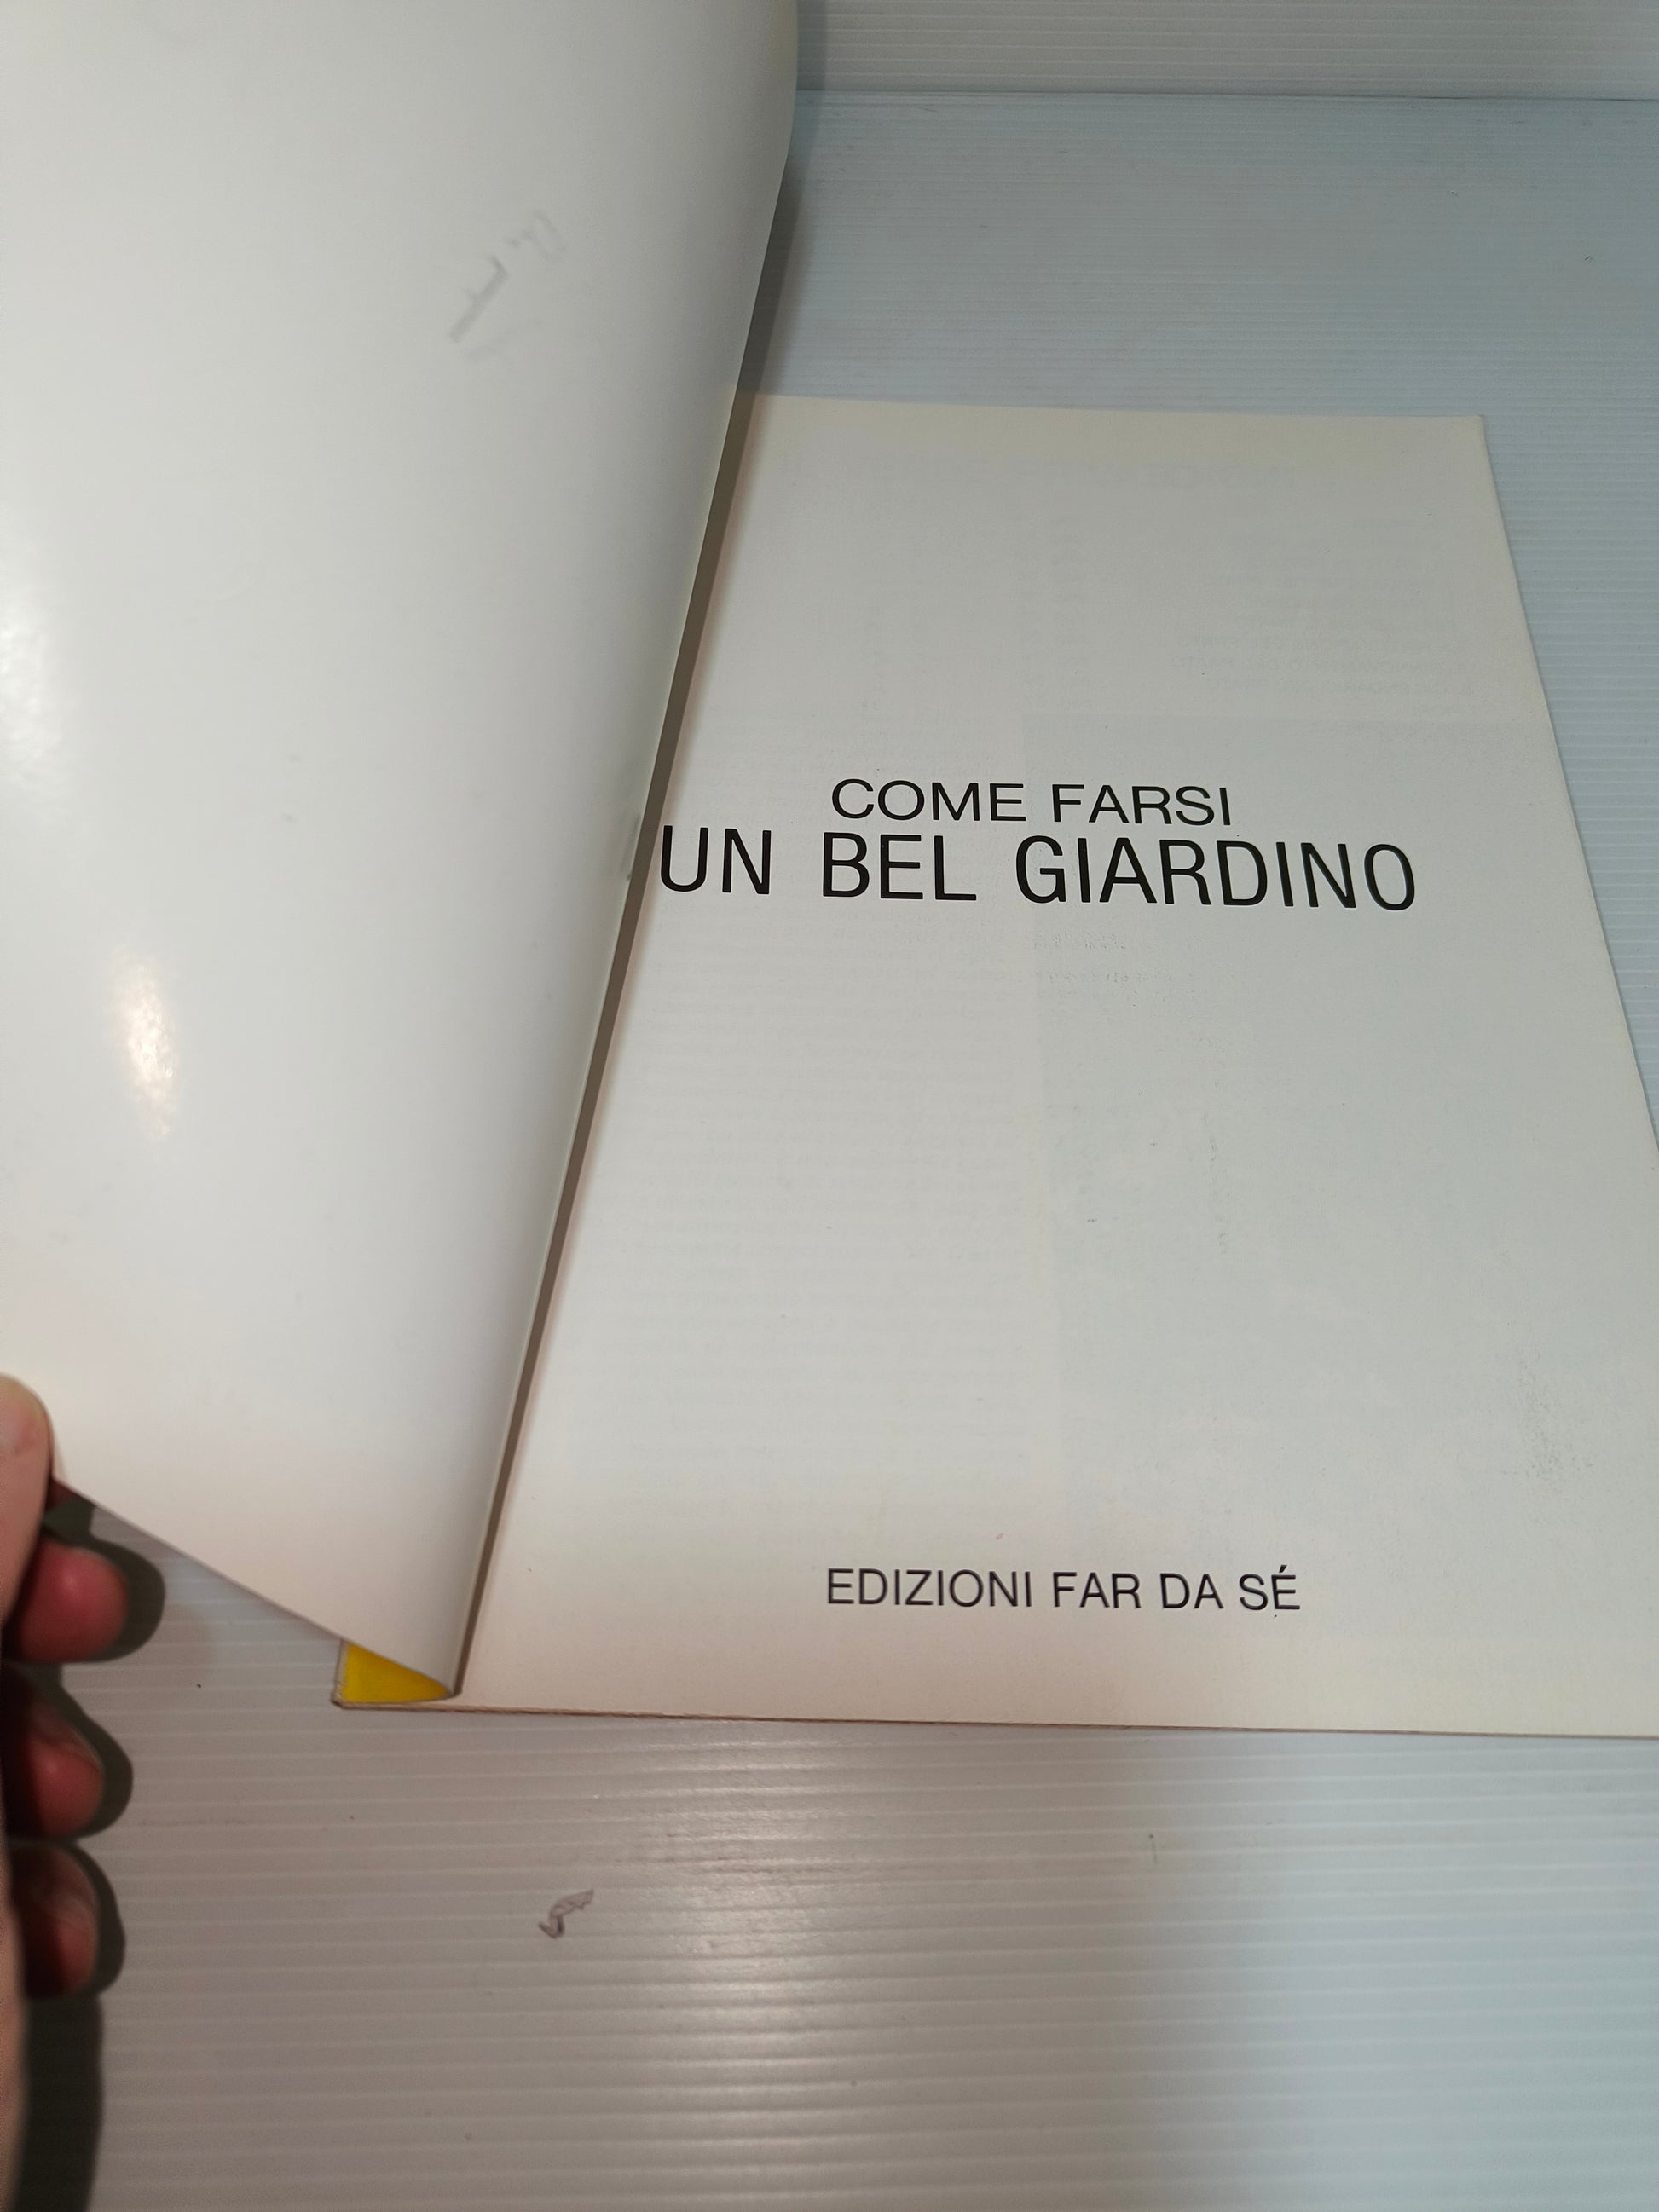 COME FARSI
UN BEL GIARDINO
EDIZIONI FAR DA SÉ